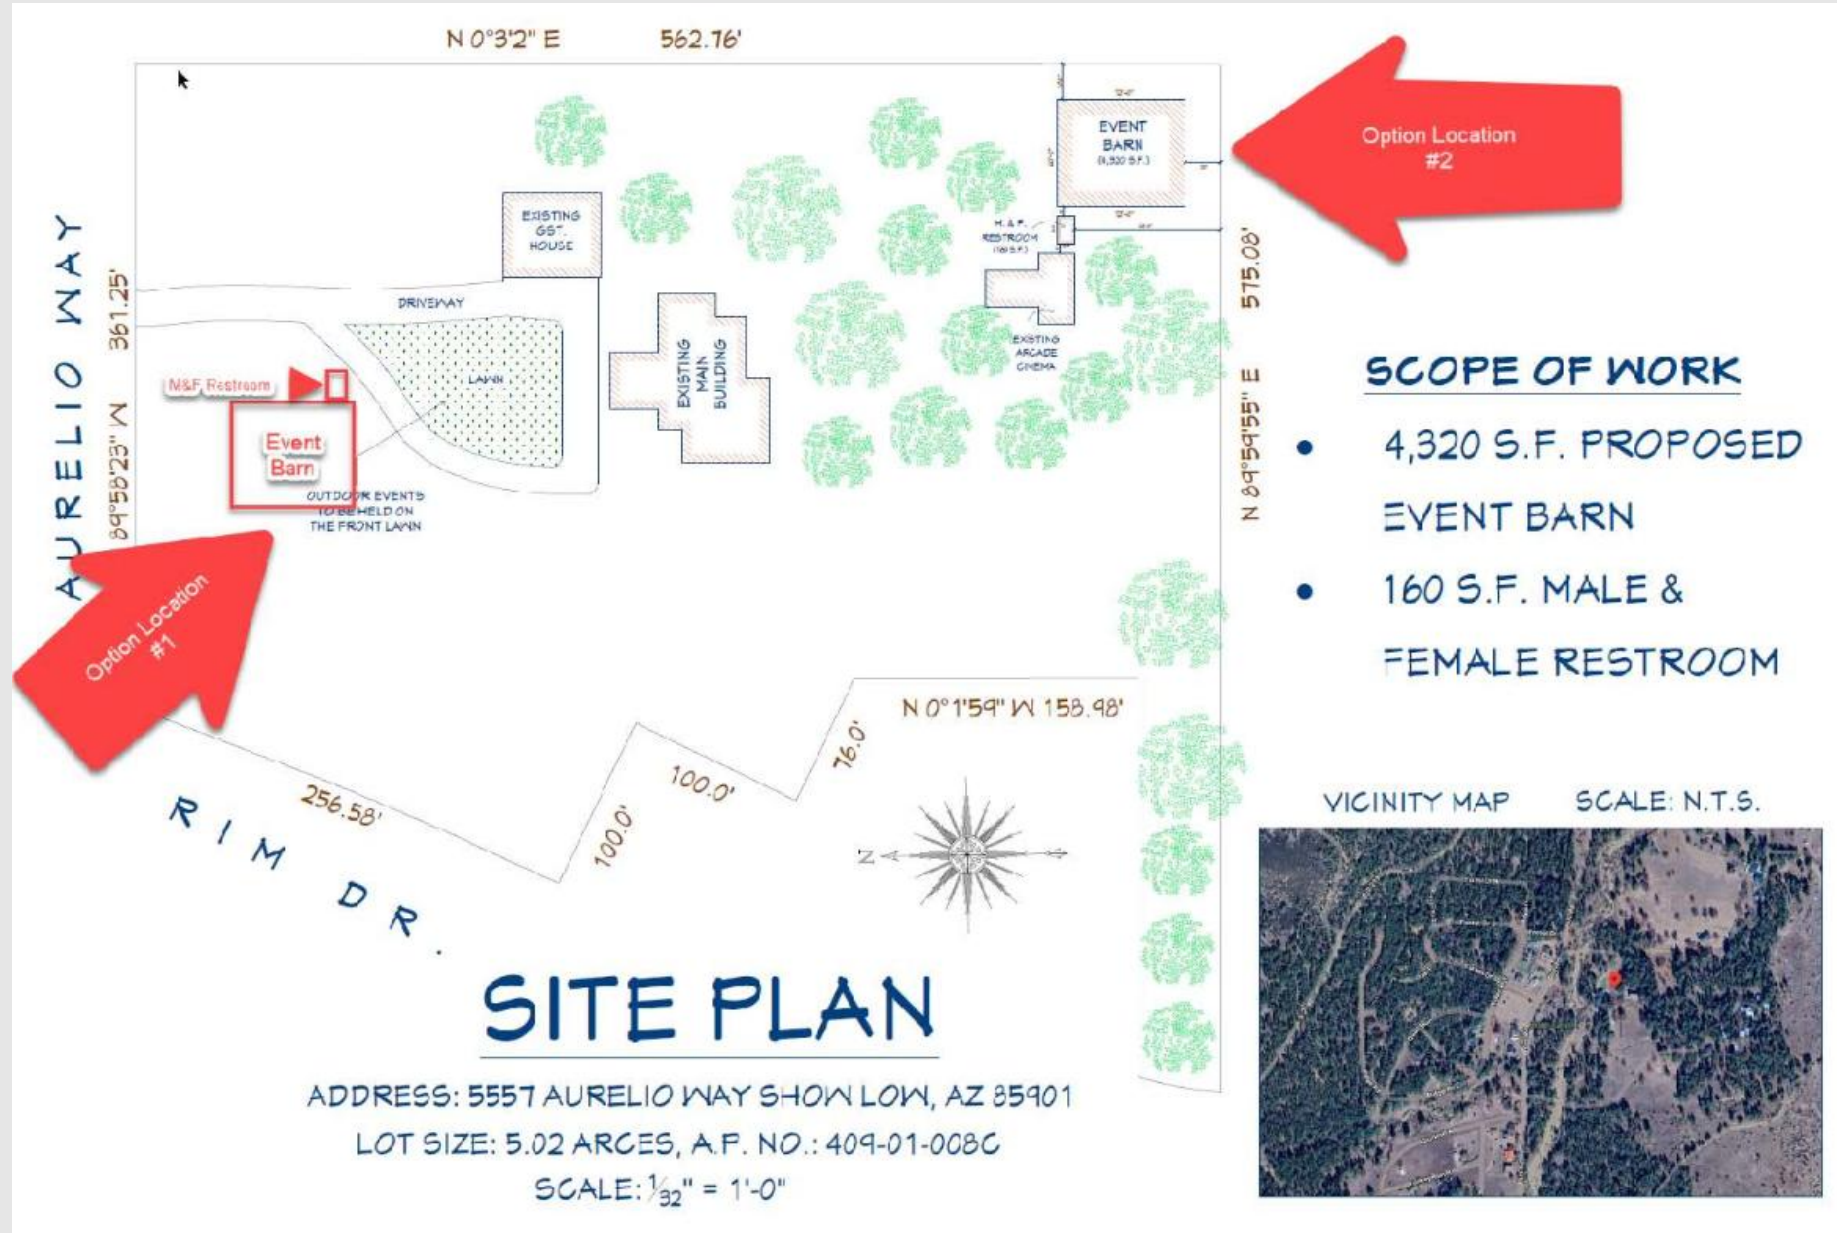 N 0°3'2" E 562.76'
Option Location
#2
EVENT
BARN
(4,320 S.F.)
M. & F.
RESTROOM
(160 S.F.)
EXISTING
GST.
HOUSE
AURELIO WAY
361.25'
575.08'
N 89°59'55" E
DRIVEWAY
LAWN
EXISTING
MAIN
BUILDING
EXISTING
ARCADE
CINEMA
M&F Restroom
Event
Barn
OUTDOOR EVENTS
TO BE HELD ON
THE FRONT LAWN
Option Location
#1
SCOPE OF WORK
• 4,320 S.F. PROPOSED
EVENT BARN
• 160 S.F. MALE &
FEMALE RESTROOM
N 0°1'59" W 158.98'
76.0'
100.0'
100.0'
256.58'
RIM DR.
N
VICINITY MAP SCALE: N.T.S.
SITE PLAN
ADDRESS: 5557 AURELIO WAY SHOW LOW, AZ 85901
LOT SIZE: 5.02 ARCES, A.P. NO.: 409-01-008C
SCALE: 1/32" = 1'-0"